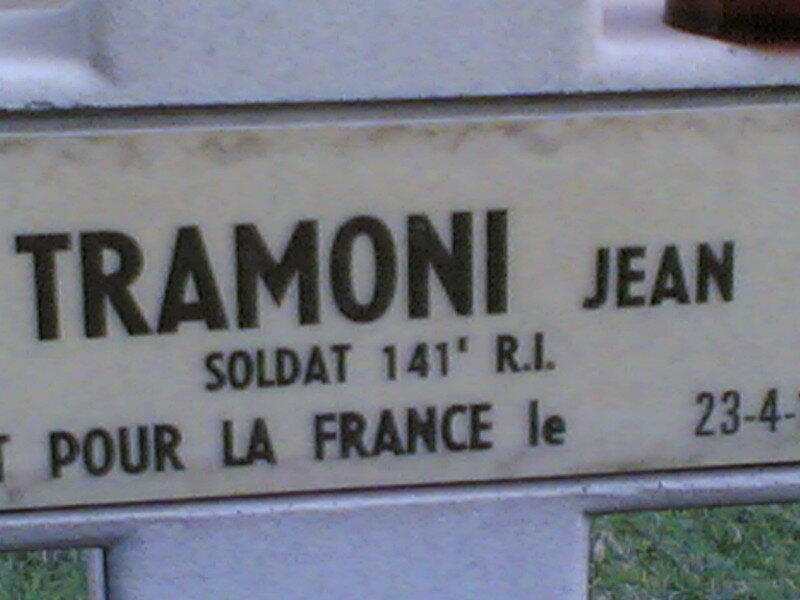 TRAMONI JEAN
SOLDAT 141' R.I.
T POUR LA FRANCE le 23-4-